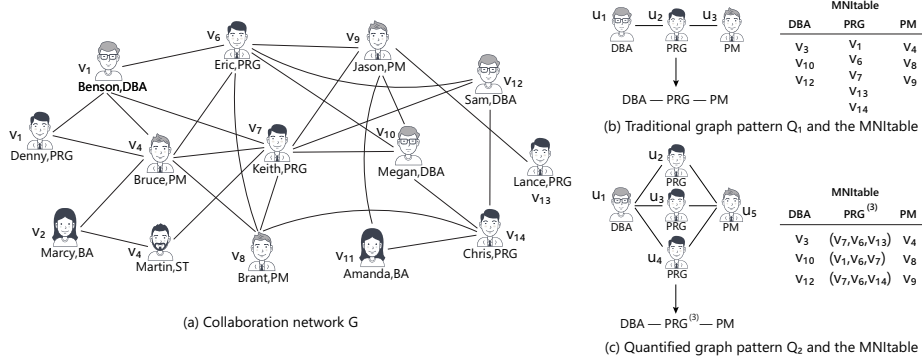 v6
Eric,PRG
v9
Jason,PM
v1
Benson,DBA
v12
Sam,DBA
v1
Denny,PRG
v4
Bruce,PM
v7
Keith,PRG
v10
Megan,DBA
Lance,PRG
v13
v2
Marcy,BA
v4
Martin,ST
v8
Brant,PM
v11
Amanda,BA
v14
Chris,PRG
(a) Collaboration network G
u1 u2 u3
DBA PRG PM
DBA — PRG — PM
MNItable
DBA PRG PM
v3 v1 v4
v10 v6 v8
v12 v7 v9
v13
v14
(b) Traditional graph pattern Q1 and the MNItable
u2
PRG
u1 u3 u5
DBA PRG PM
u4
PRG
DBA — PRG(3)— PM
MNItable
DBA PRG(3) PM
v3 (v7,v6,v13) v4
v10 (v1,v6,v7) v8
v12 (v7,v6,v14) v9
(c) Quantified graph pattern Q2 and the MNItable